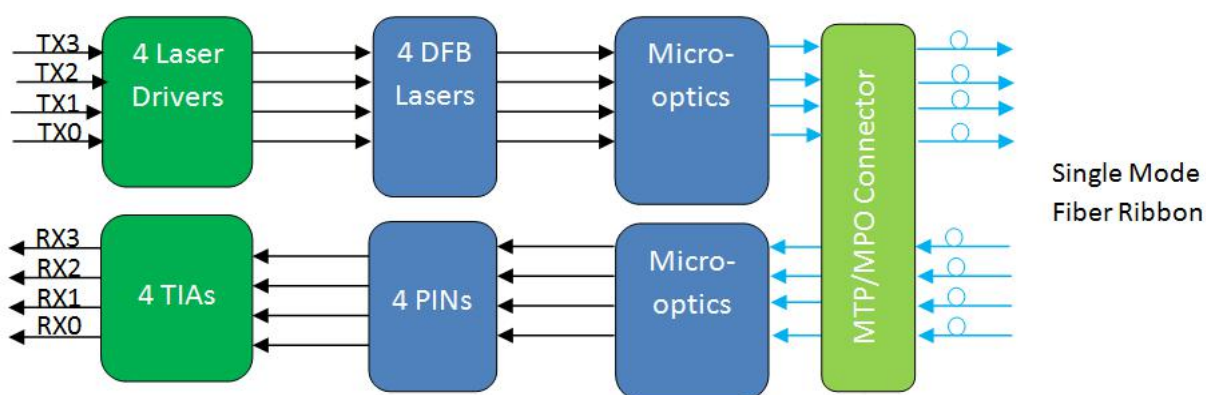 TX3
TX2
TX1
TX0
4 Laser
Drivers
4 DFB
Lasers
Micro-
optics
MTP/MPO Connector
Single Mode
Fiber Ribbon
RX3
RX2
RX1
RX0
4 TIAs
4 PINs
Micro-
optics